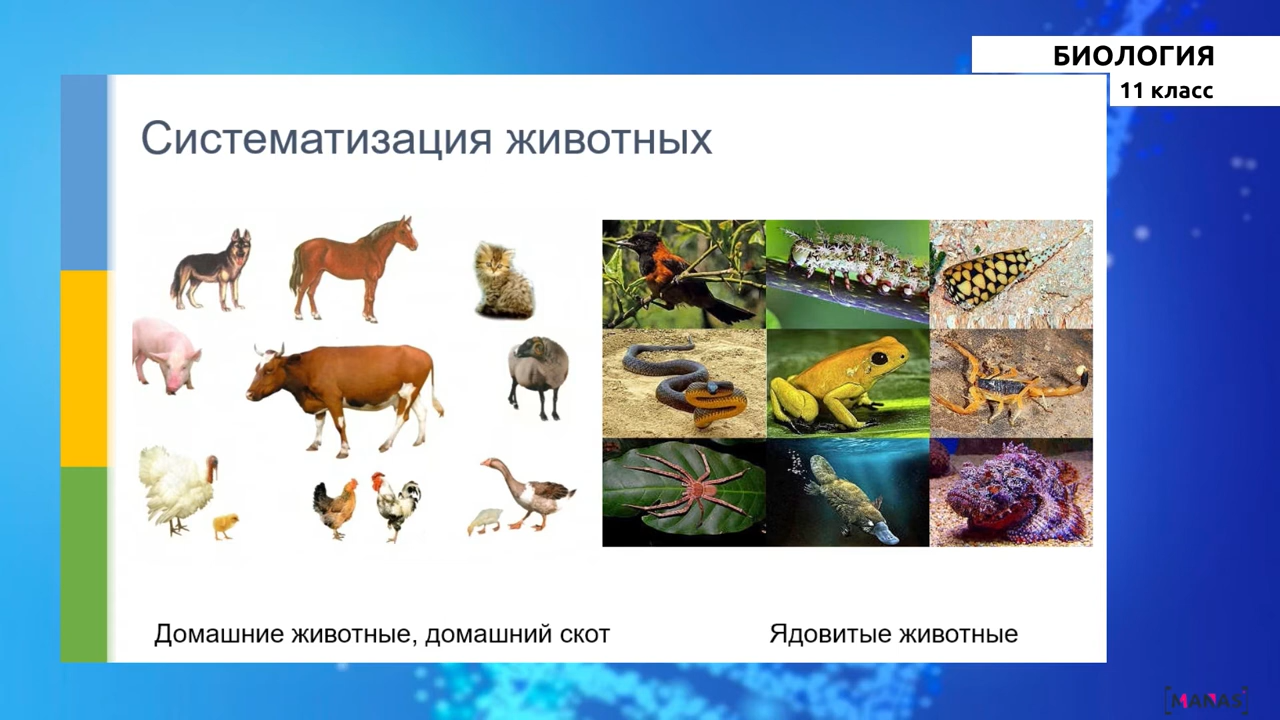 БИОЛОГИЯ
11 класс
Систематизация животных
Домашние животные, домашний скот
Ядовитые животные
MANAS